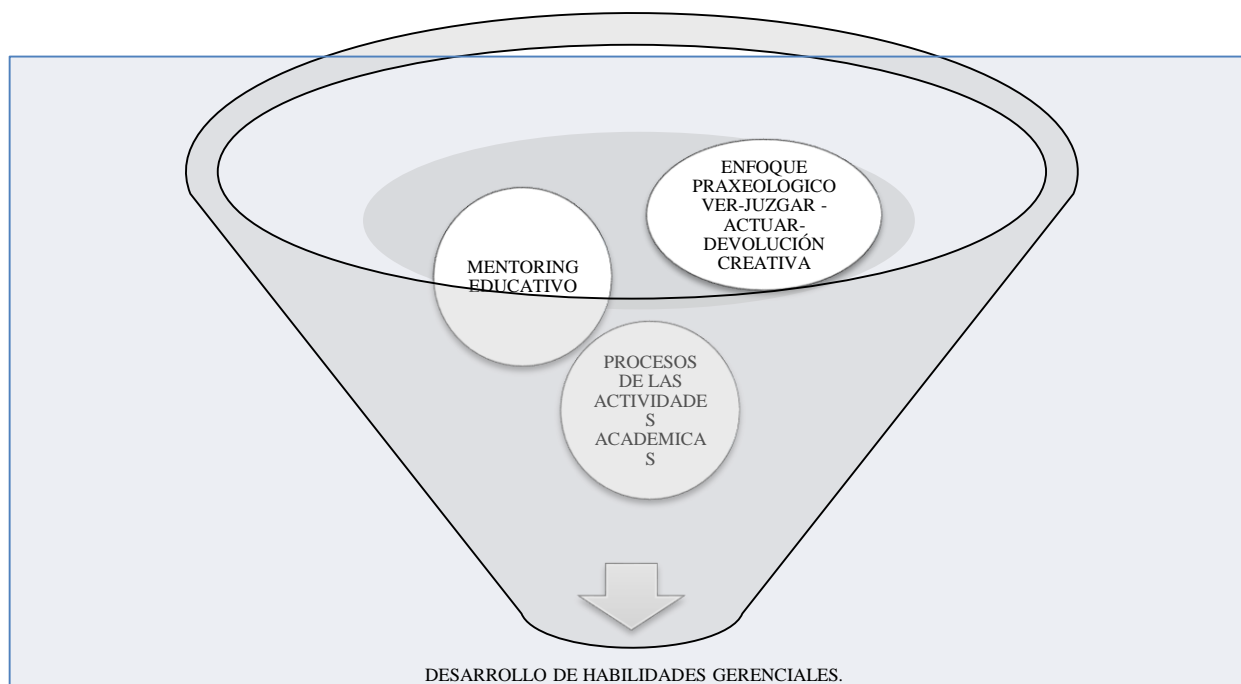 ENFOQUE
PRAXEOLOGICO
VER-JUZGAR -
ACTUAR-
DEVOLUCIÓN
CREATIVA
MENTORING
EDUCATIVO
PROCESOS
DE LAS
ACTIVIDADE
S
ACADEMICA
S
DESARROLLO DE HABILIDADES GERENCIALES.